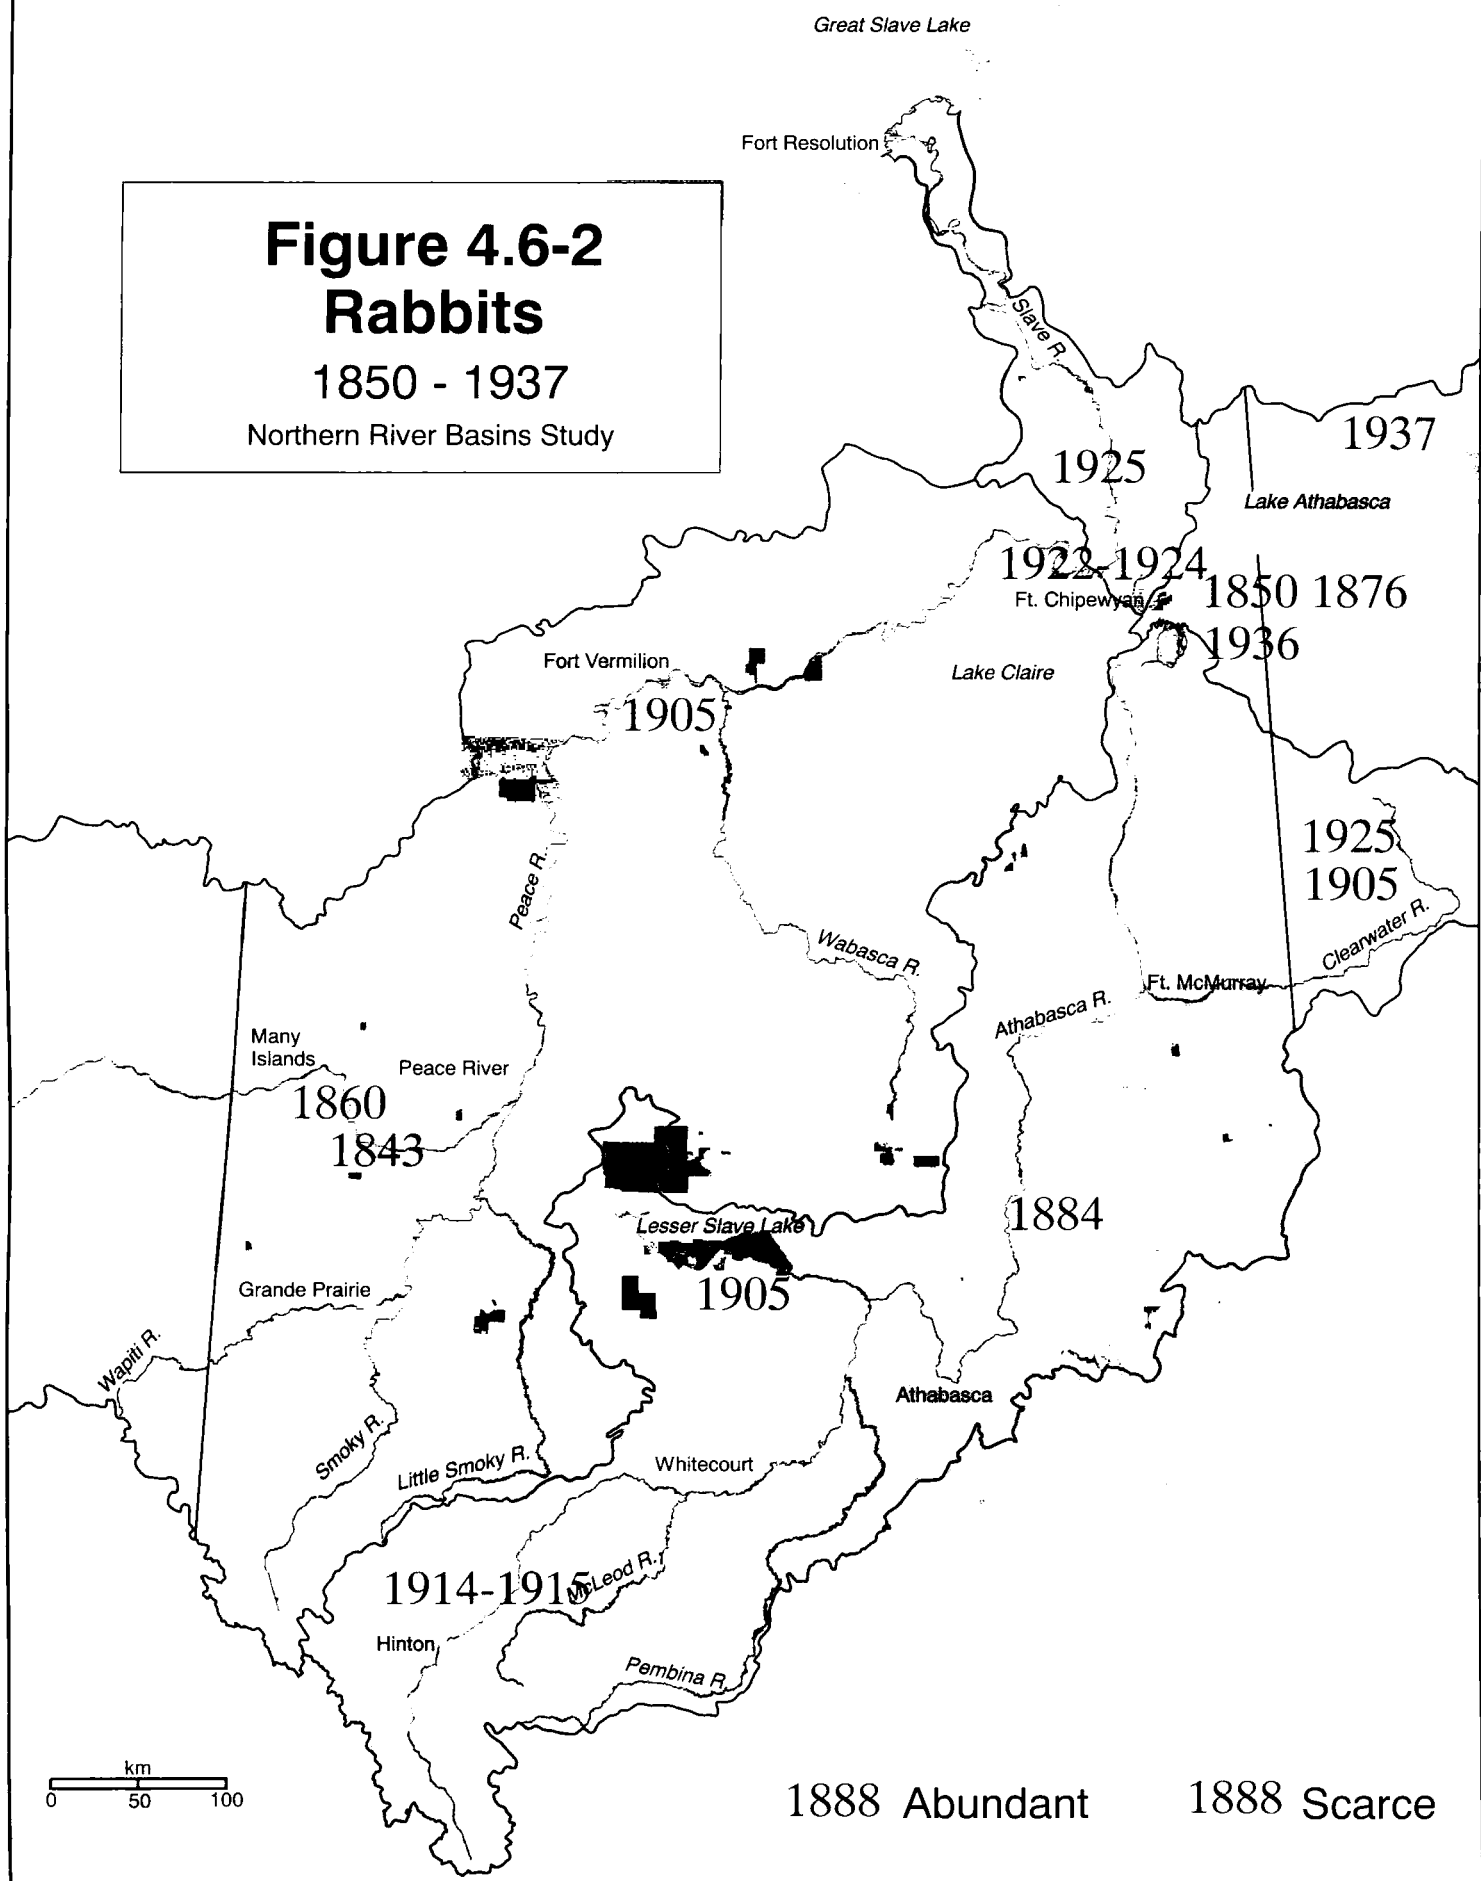 Great Slave Lake
Fort Resolution
Figure 4.6-2
Rabbits
1850 - 1937
Northern River Basins Study
Slave R.
1937
1925
Lake Athabasca
1922-1924
Ft. Chipewyan
1850 1876
1936
Fort Vermilion
Lake Claire
1905
1925
1905
Peace R.
Wabasca R.
Clearwater R.
Ft. McMurray
Athabasca R.
Many
Islands
Peace River
1860
1843
1884
Lesser Slave Lake
1905
Grande Prairie
Wapiti R.
Athabasca
Smoky R.
Little Smoky R.
Whitecourt
1914-1915
McLeod R.
Hinton
Pembina R.
km
0 50 100
1888 Abundant
1888 Scarce